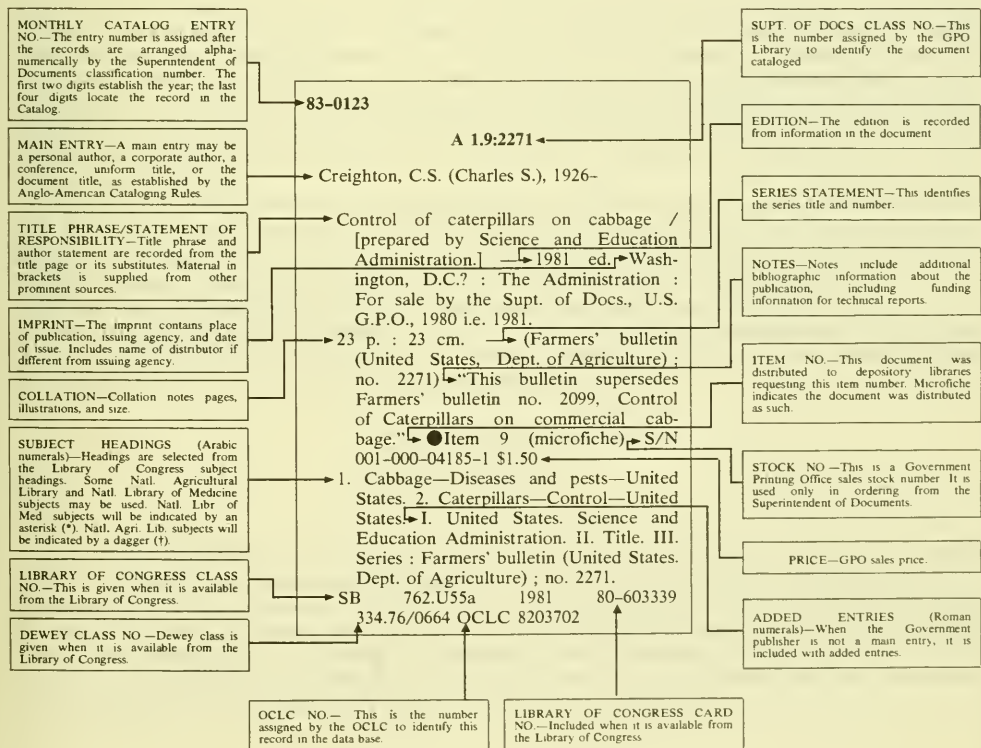 MONTHLY CATALOG ENTRY
NO.—The entry number is assigned after
the records are arranged alpha-
numerically by the Superintendent of
Documents classification number. The
first two digits establish the year; the last
four digits locate the record in the
Catalog.
MAIN ENTRY—A main entry may be
a personal author, a corporate author, a
conference, uniform title, or the
document title, as established by the
Anglo-American Cataloging Rules.
TITLE PHRASE/STATEMENT OF
RESPONSIBILITY—Title phrase and
author statement are recorded from the
title page or its substitutes. Material in
brackets is supplied from other
prominent sources.
IMPRINT—The imprint contains place
of publication, issuing agency, and date
of issue. Includes name of distributor if
different from issuing agency.
COLLATION—Collation notes pages,
illustrations, and size.
SUBJECT HEADINGS (Arabic
numerals)—Headings are selected from
the Library of Congress subject
headings. Some Natl. Agricultural
Library and Natl. Library of Medicine
subjects may be used. Natl. Libr of
Med subjects will be indicated by an
asterisk (*). Natl. Agri. Lib. subjects will
be indicated by a dagger (†).
LIBRARY OF CONGRESS CLASS
NO.—This is given when it is available
from the Library of Congress.
DEWEY CLASS NO—Dewey class is
given when it is available from the
Library of Congress.
83-0123
A 1.9:2271
Creighton, C.S. (Charles S.), 1926-
Control of caterpillars on cabbage /
[prepared by Science and Education
Administration.] — 1981 ed. Wash-
ington, D.C.? : The Administration :
For sale by the Supt. of Docs., U.S.
G.P.O., 1980 i.e. 1981.
23 p. : 23 cm. — (Farmers' bulletin
(United States, Dept. of Agriculture) ;
no. 2271) "This bulletin supersedes
Farmers' bulletin no. 2099, Control
of Caterpillars on commercial cab-
bage." ●Item 9 (microfiche) S/N
001-000-04185-1 $1.50
1. Cabbage—Diseases and pests—United
States. 2. Caterpillars—Control—United
States. I. United States. Science and
Education Administration. II. Title. III.
Series : Farmers' bulletin (United States.
Dept. of Agriculture) ; no. 2271.
SB 762.U55a 1981 80-603339
334.76/0664 OCLC 8203702
SUPT. OF DOCS CLASS NO.—This
is the number assigned by the GPO
Library to identify the document
cataloged
EDITION—The edition is recorded
from information in the document
SERIES STATEMENT—This identifies
the series title and number.
NOTES—Notes include additional
bibliographic information about the
publication, including funding
information for technical reports.
ITEM NO.—This document was
distributed to depository libraries
requesting this item number. Microfiche
indicates the document was distributed
as such.
STOCK NO—This is a Government
Printing Office sales stock number It is
used only in ordering from the
Superintendent of Documents.
PRICE—GPO sales price.
ADDED ENTRIES (Roman
numerals)—When the Government
publisher is not a main entry, it is
included with added entries.
OCLC NO.— This is the number
assigned by the OCLC to identify this
record in the data base.
LIBRARY OF CONGRESS CARD
NO.—Included when it is available from
the Library of Congress